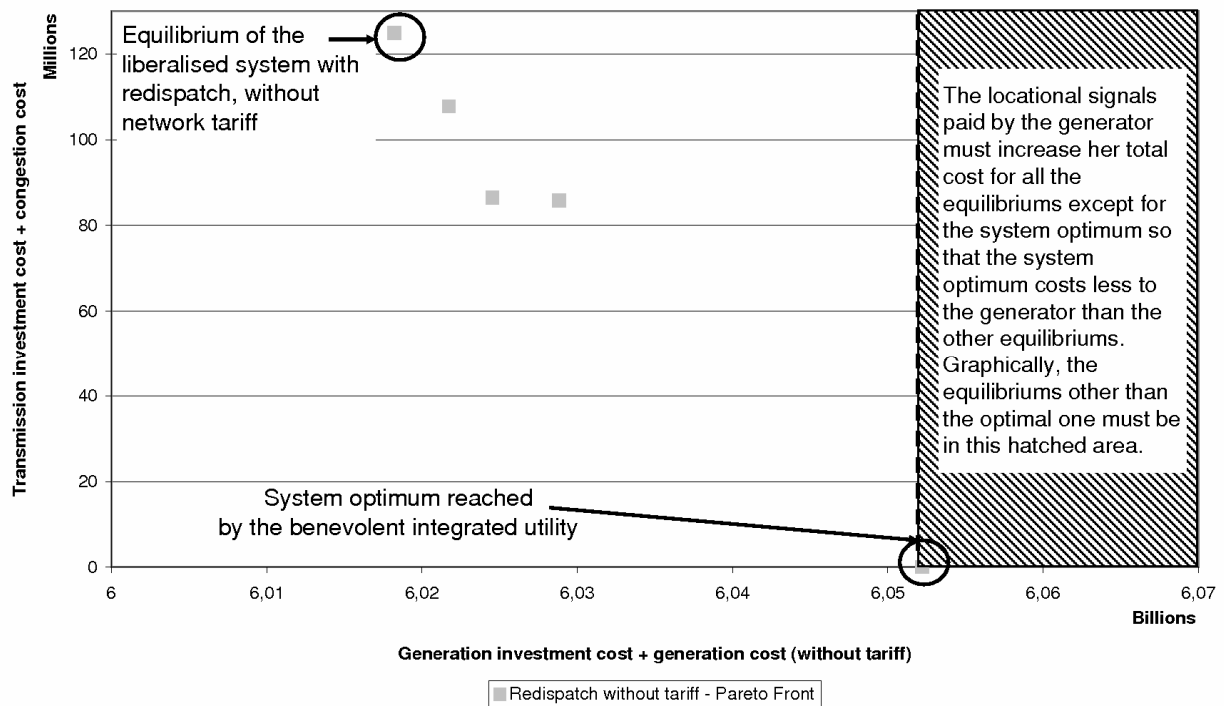 Millions
Transmission investment cost + congestion cost
120
100
80
60
40
20
0
Equilibrium of the
liberalised system with
redispatch, without
network tariff
The locational signals
paid by the generator
must increase her total
cost for all the
equilibriums except for
the system optimum so
that the system
optimum costs less to
the generator than the
other equilibriums.
Graphically, the
equilibriums other than
the optimal one must be
in this hatched area.
System optimum reached
by the benevolent integrated utility
6
6,01
6,02
6,03
6,04
6,05
6,06
6,07
Billions
Generation investment cost + generation cost (without tariff)
Redispatch without tariff - Pareto Front